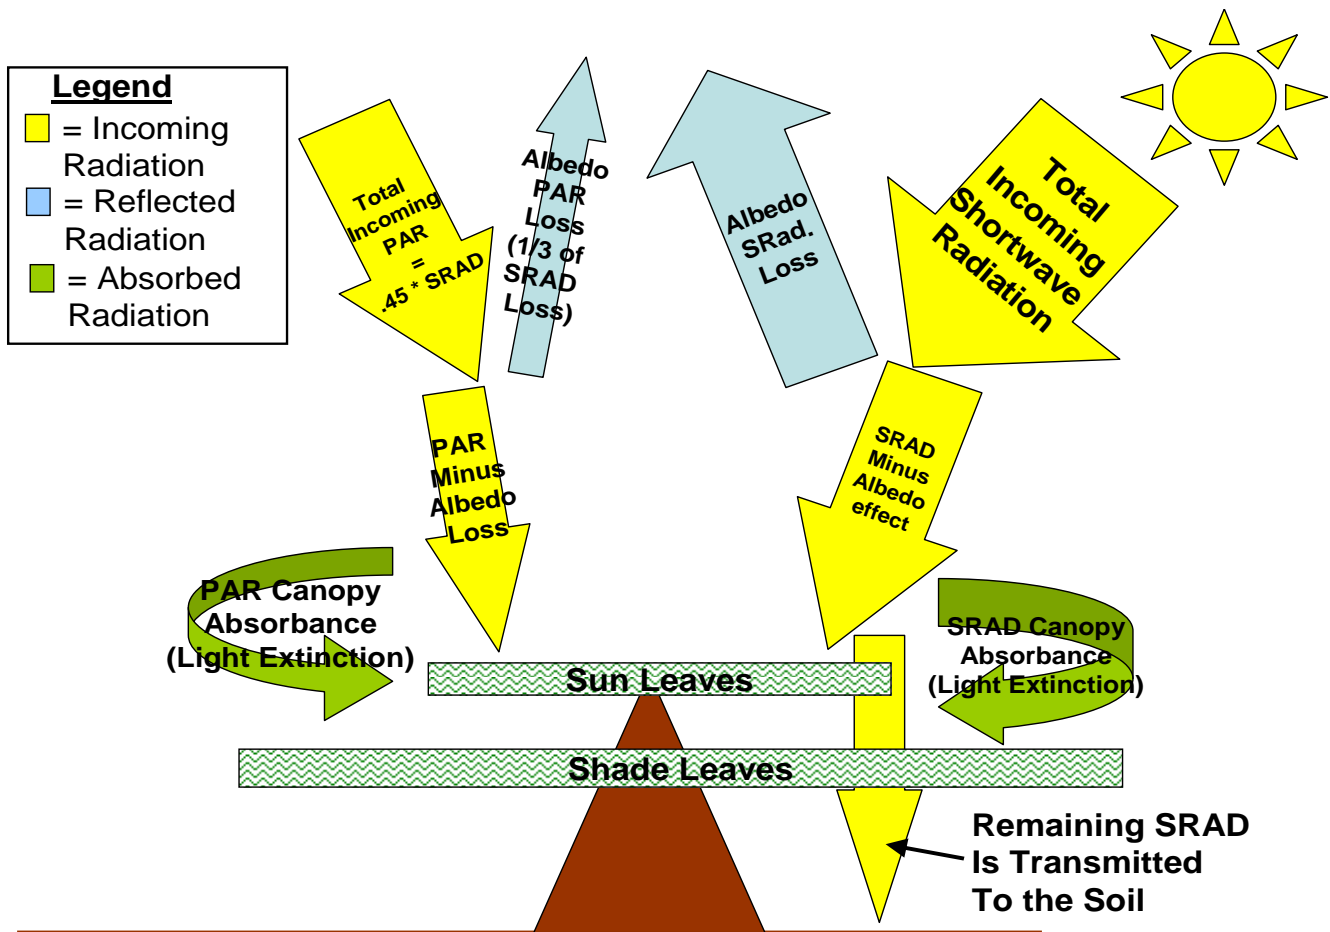 Legend
= Incoming
Radiation
= Reflected
Radiation
= Absorbed
Radiation
Total
Incoming
PAR
=
.45 * SRAD
Albedo
PAR
Loss
(1/3 of
SRAD
Loss)
Albedo
SRad.
Loss
Total
Incoming
Shortwave
Radiation
PAR
Minus
Albedo
Loss
SRAD
Minus
Albedo
effect
PAR Canopy
Absorbance
(Light Extinction)
SRAD Canopy
Absorbance
(Light Extinction)
Sun Leaves
Shade Leaves
Remaining SRAD
Is Transmitted
To the Soil